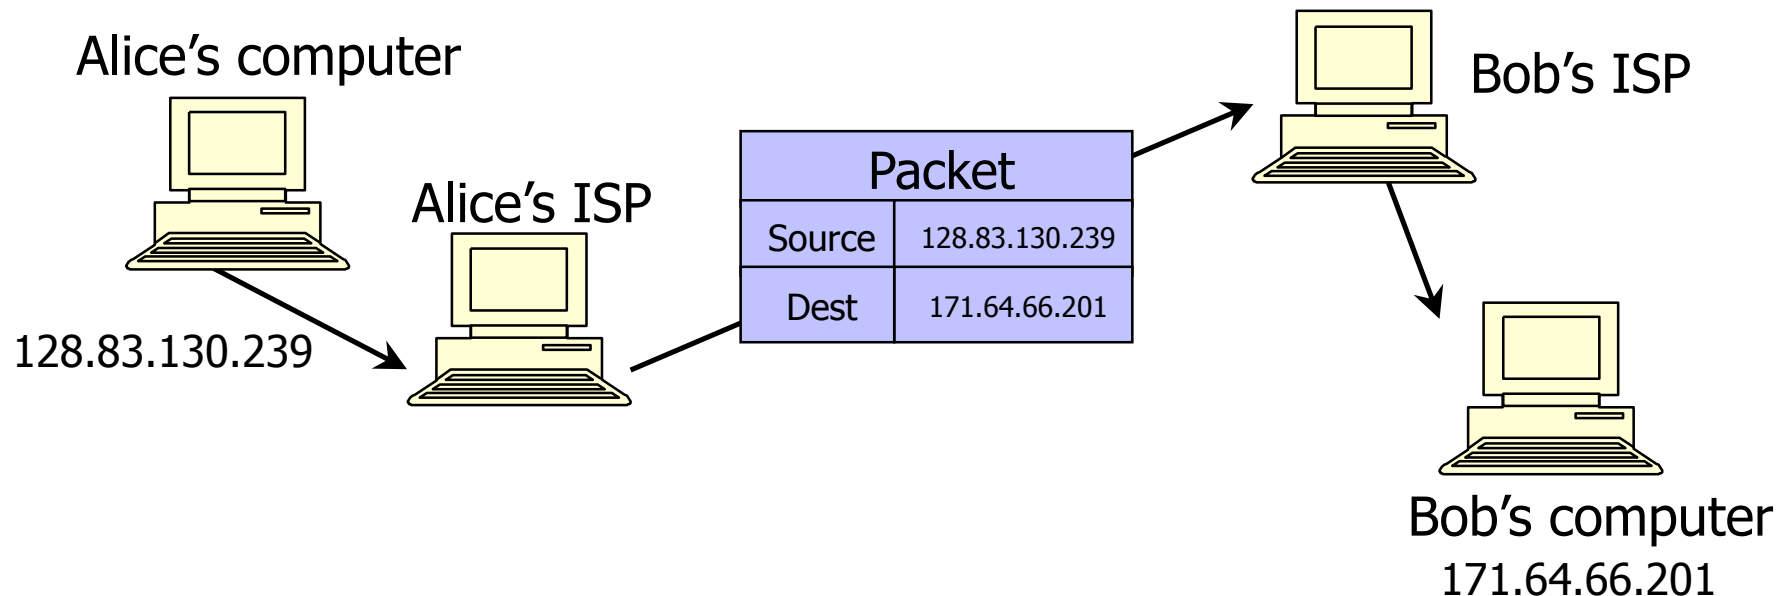 Alice’s computer
128.83.130.239
Alice’s ISP
Packet
Source 128.83.130.239
Dest 171.64.66.201
Bob’s ISP
Bob’s computer
171.64.66.201